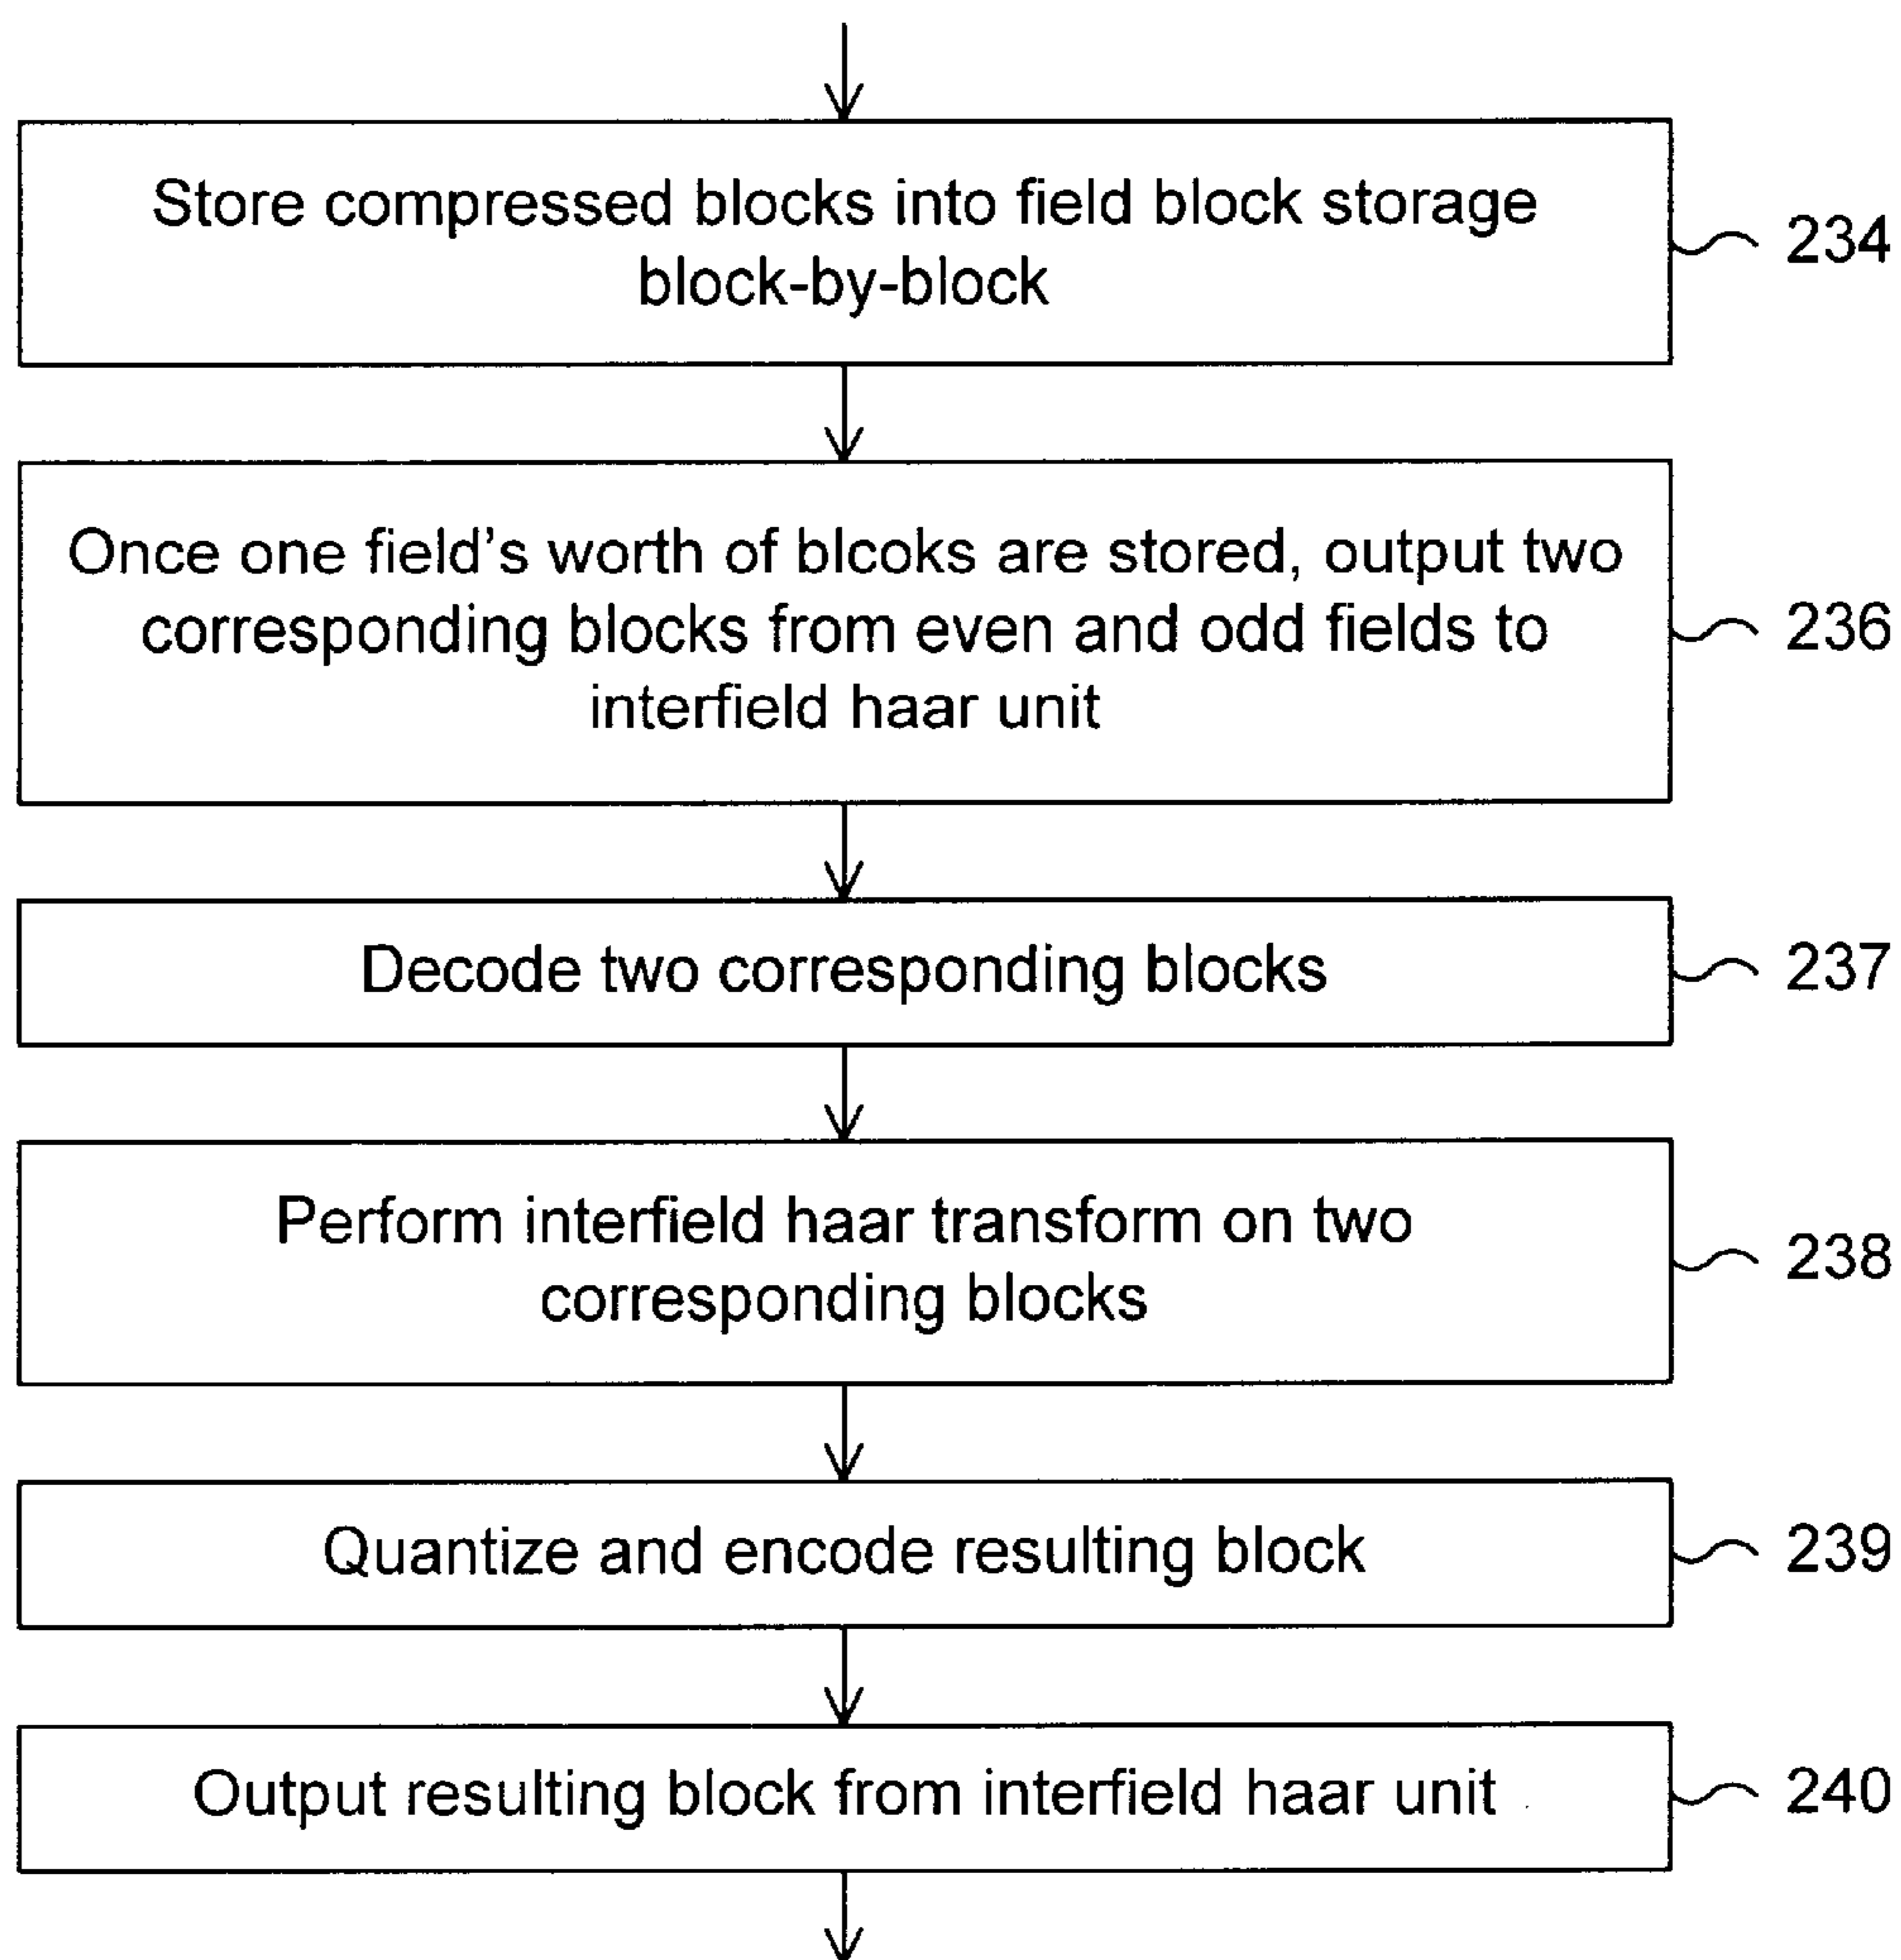 Store compressed blocks into field block storage
block-by-block
234
Once one field's worth of blcoks are stored, output two
corresponding blocks from even and odd fields to
interfield haar unit
236
Decode two corresponding blocks
237
Perform interfield haar transform on two
corresponding blocks
238
Quantize and encode resulting block
239
Output resulting block from interfield haar unit
240